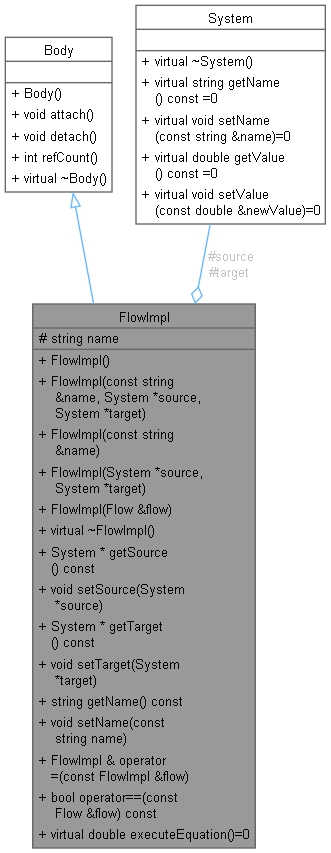 Body
+ Body()
+ void attach()
+ void detach()
+ int refCount()
+ virtual ~Body()
System
+ virtual ~System()
+ virtual string getName
() const =0
+ virtual void setName
(const string &name)=0
+ virtual double getValue
() const =0
+ virtual void setValue
(const double &newValue)=0
#source
#target
FlowImpl
# string name
+ FlowImpl()
+ FlowImpl(const string
&name, System *source,
System *target)
+ FlowImpl(const string
&name)
+ FlowImpl(System *source,
System *target)
+ FlowImpl(Flow &flow)
+ virtual ~FlowImpl()
+ System * getSource
() const
+ void setSource(System
*source)
+ System * getTarget
() const
+ void setTarget(System
*target)
+ string getName() const
+ void setName(const
string name)
+ FlowImpl & operator
=(const FlowImpl &flow)
+ bool operator==(const
Flow &flow) const
+ virtual double executeEquation()=0